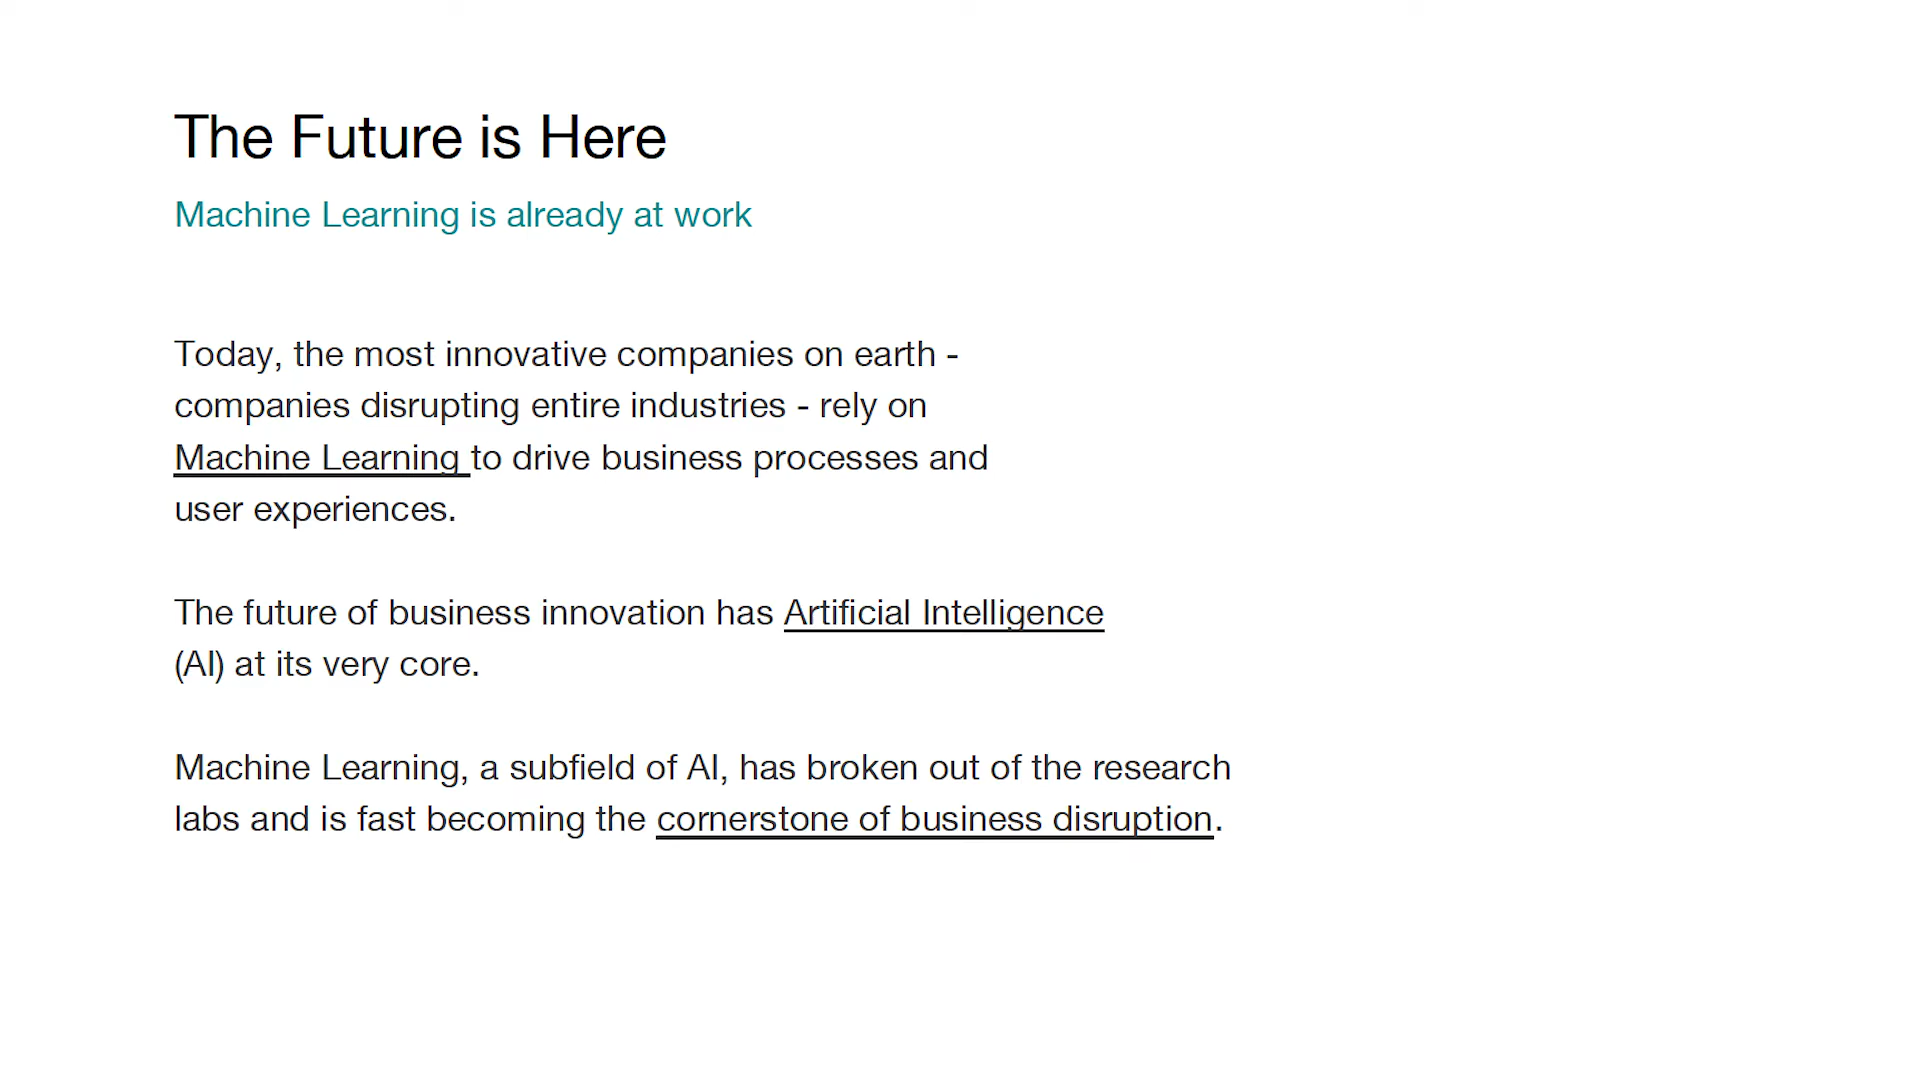 The Future is Here
Machine Learning is already at work
Today, the most innovative companies on earth -
companies disrupting entire industries - rely on
Machine Learning to drive business processes and
user experiences.
The future of business innovation has Artificial Intelligence
(AI) at its very core.
Machine Learning, a subfield of AI, has broken out of the research
labs and is fast becoming the cornerstone of business disruption.